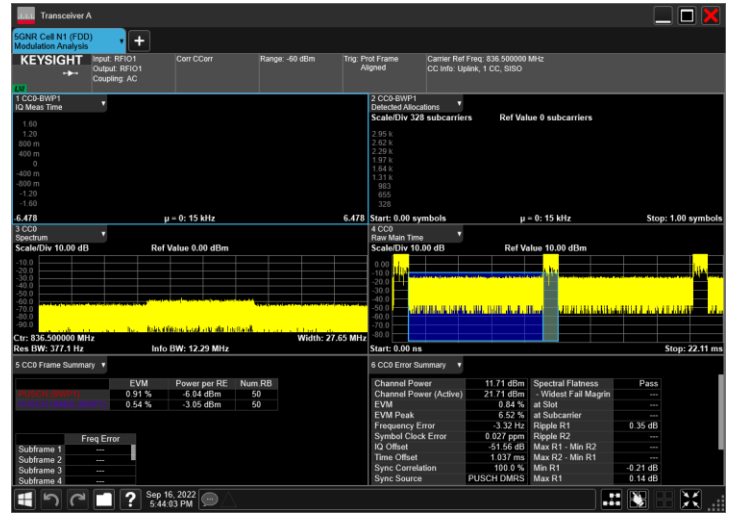 Transceiver A
5GNR Cell N1 (FDD)
Modulation Analysis
KEYSIGHT
Input: RFIO1
Output: RFIO1
Coupling: AC
Corr CCorr
Range: -60 dBm
Trig: Prot Frame
Aligned
Carrier Ref Freq: 836.500000 MHz
CC Info: Uplink, 1 CC, SISO
1 CC0-BWP1
IQ Meas Time
1.60
1.20
800 m
400 m
0
-400 m
-800 m
-1.20
-1.60
-6.478 µ = 0: 15 kHz 6.478
2 CC0-BWP1
Detected Allocations
Scale/Div 328 subcarriers Ref Value 0 subcarriers
2.95 k
2.62 k
2.29 k
1.97 k
1.64 k
1.31 k
983
655
328
Start: 0.00 symbols µ = 0: 15 kHz Stop: 1.00 symbols
3 CC0
Spectrum
Scale/Div 10.00 dB Ref Value 0.00 dBm
-10.0
-20.0
-30.0
-40.0
-50.0
-60.0
-70.0
-80.0
-90.0
Ctr: 836.500000 MHz Width: 27.65 MHz
Res BW: 377.1 Hz Info BW: 12.29 MHz
4 CC0
Raw Main Time
Scale/Div 10.00 dB Ref Value 10.00 dBm
0.00
-10.0
-20.0
-30.0
-40.0
-50.0
-60.0
-70.0
-80.0
Start: 0.00 ns Stop: 22.11 ms
5 CC0 Frame Summary
EVM Power per RE Num.RB
0.91 % -6.04 dBm 50
0.54 % -3.05 dBm 50
Freq Error
Subframe 1 ---
Subframe 2 ---
Subframe 3 ---
Subframe 4 ---
6 CC0 Error Summary
Channel Power 11.71 dBm
Channel Power (Active) 21.71 dBm
EVM 0.84 %
EVM Peak 6.52 %
Frequency Error -3.32 Hz
Symbol Clock Error 0.027 ppm
IQ Offset -51.56 dB
Time Offset 1.037 ms
Sync Correlation 100.0 %
Sync Source PUSCH DMRS
Spectral Flatness Pass
- Widest Fail Magrin ---
at Slot ---
at Subcarrier ---
Ripple R1 0.35 dB
Ripple R2 ---
Max R1 - Min R2 ---
Max R2 - Min R1 ---
Min R1 -0.21 dB
Max R1 0.14 dB
Sep 16, 2022
5:44:03 PM